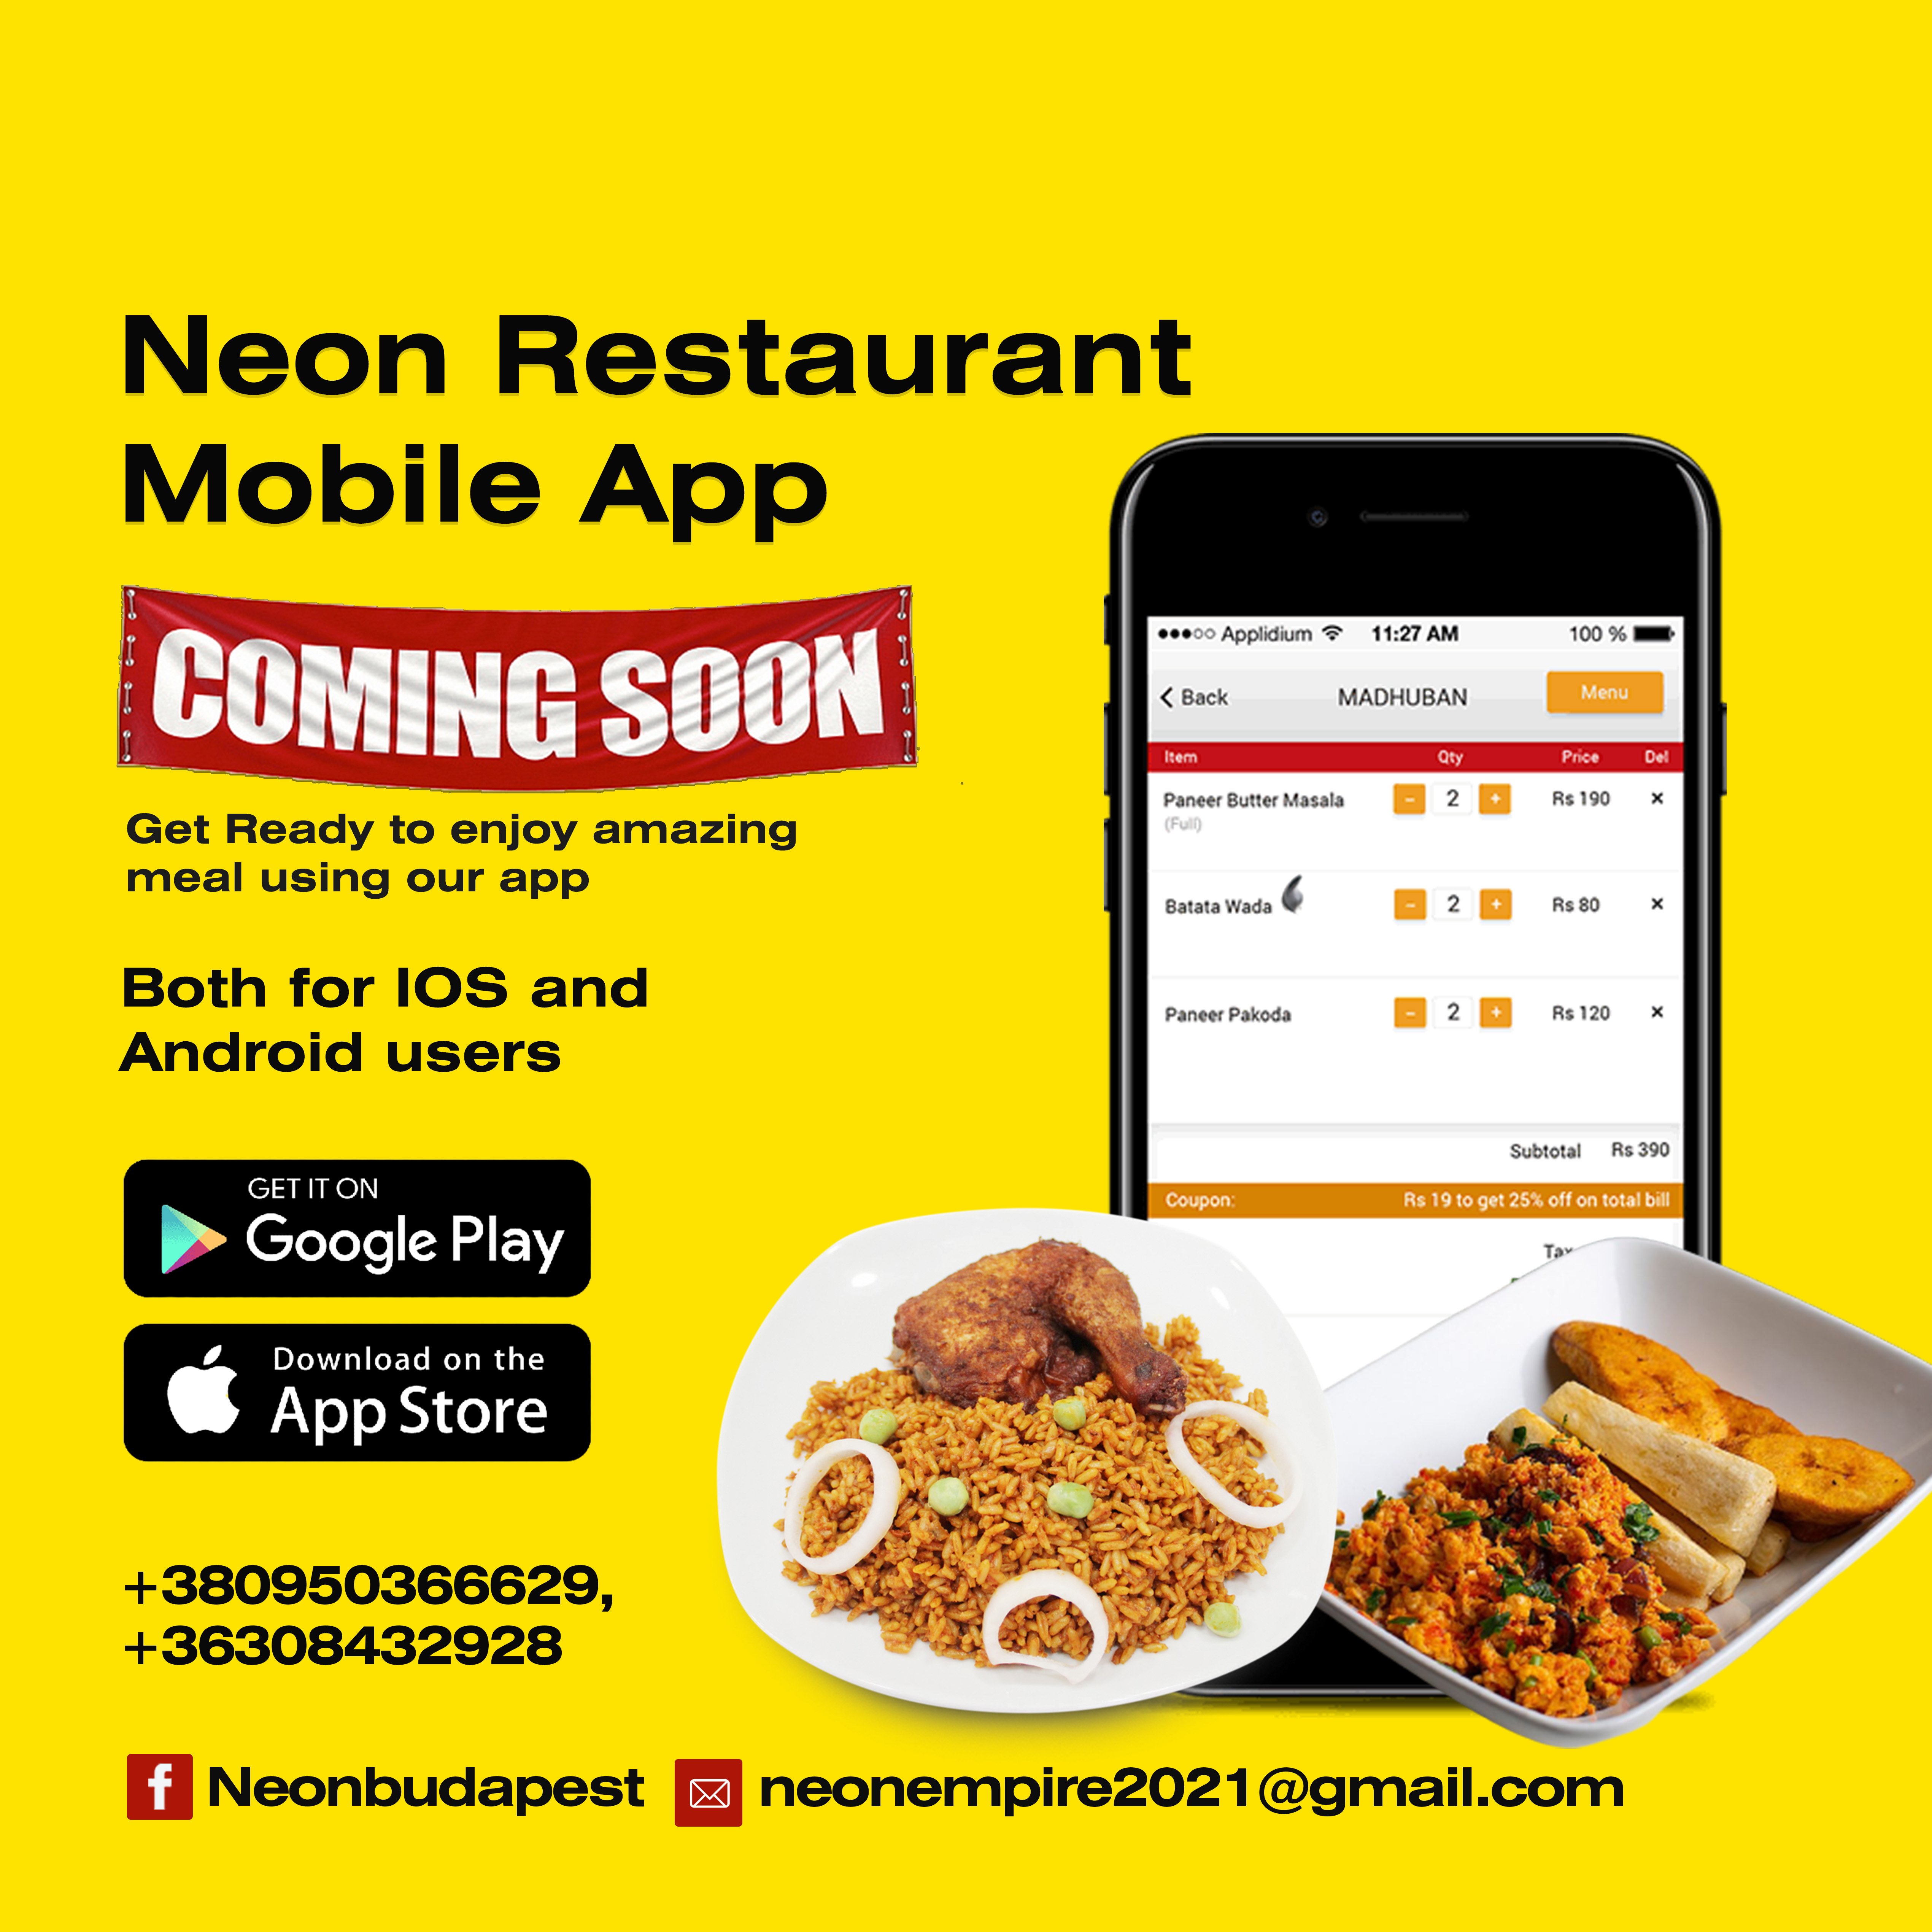 Neon Restaurant
Mobile App
COMING SOON
Get Ready to enjoy amazing
meal using our app
Both for IOS and
Android users
GET IT ON
Google Play
Download on the
App Store
+380950366629,
+36308432928
Neonbudapest
neonempire2021@gmail.com
Applidium 11:27 AM 100 %
Back MADHUBAN Menu
Item Qty Price Del
Paneer Butter Masala - 2 + Rs 190 ×
(Full)
Batata Wada - 2 + Rs 80 ×
Paneer Pakoda - 2 + Rs 120 ×
Subtotal Rs 390
Coupon: Rs 19 to get 25% off on total bill
Tax